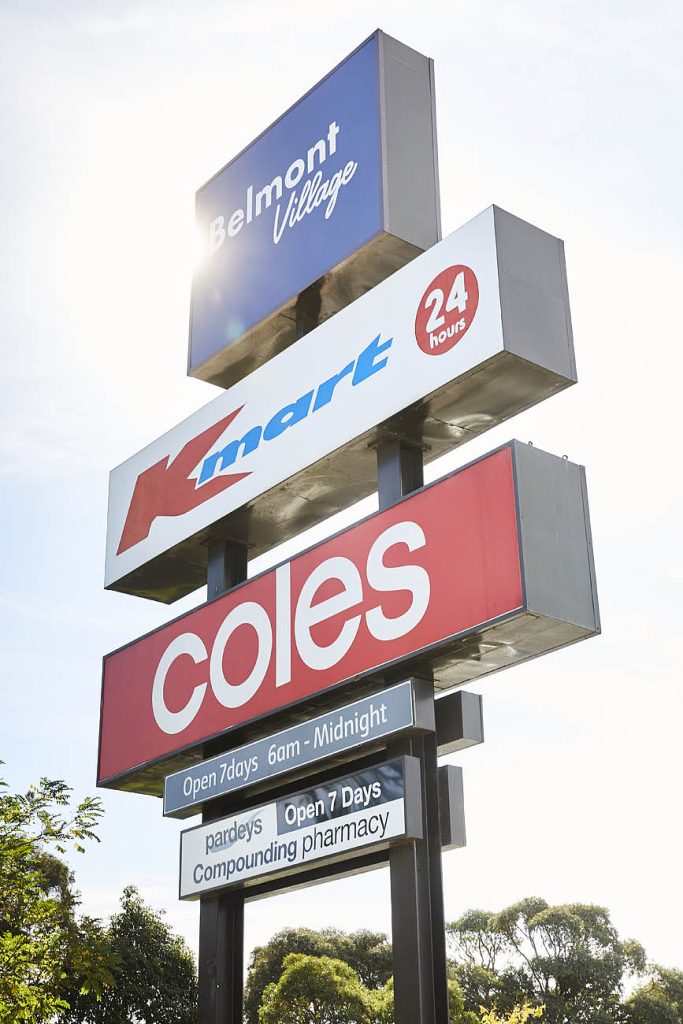 Belmont
Village
Kmart
24
hours
coles
Open 7days 6am - Midnight
pardeys Open 7 Days
Compounding pharmacy